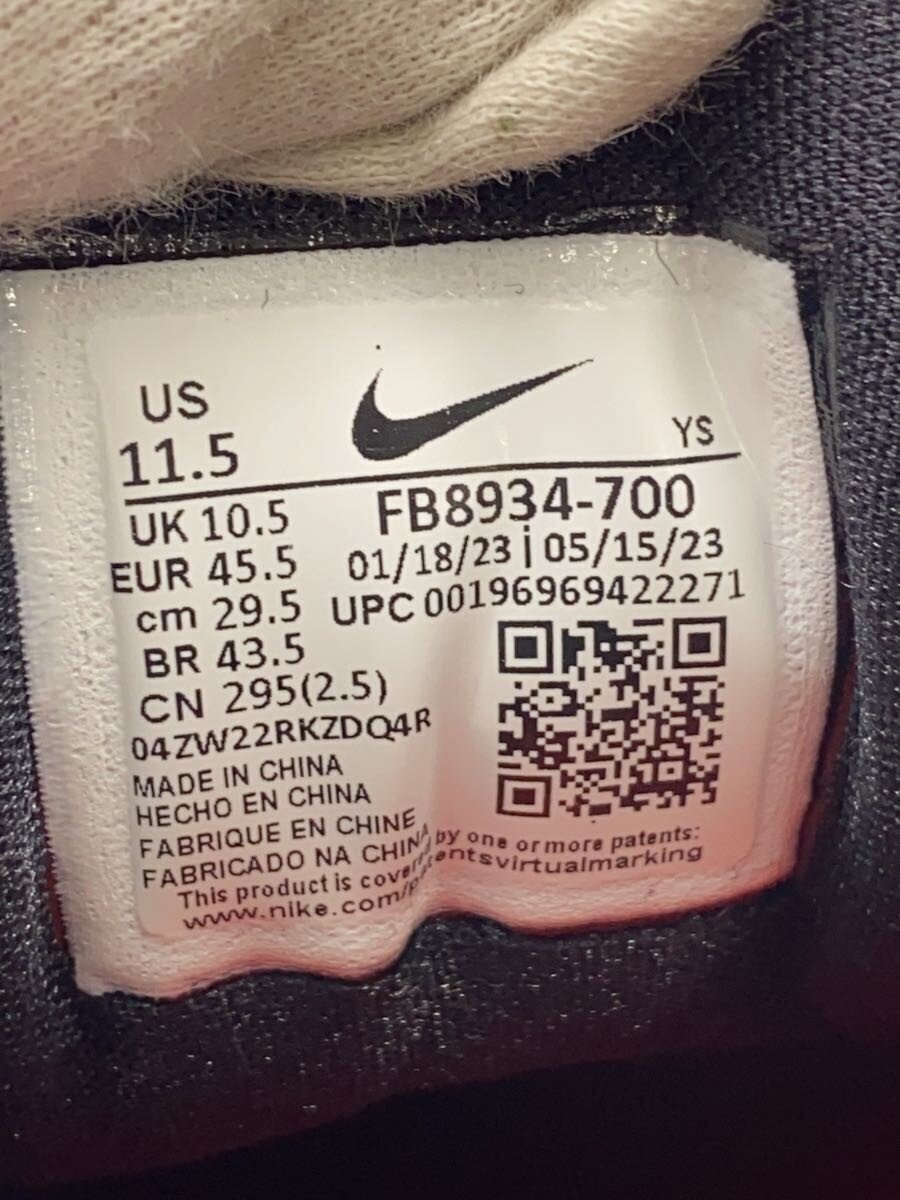 US
11.5
YS
UK 10.5
EUR 45.5
cm 29.5
BR 43.5
CN 295(2.5)
FB8934-700
01/18/23 | 05/15/23
UPC 00196969422271
04ZW22RKZDQ4R
MADE IN CHINA
HECHO EN CHINA
FABRIQUE EN CHINE
FABRICADO NA CHINA
This product is covered by one or more patents:
www.nike.com/patentsvirtualmarking